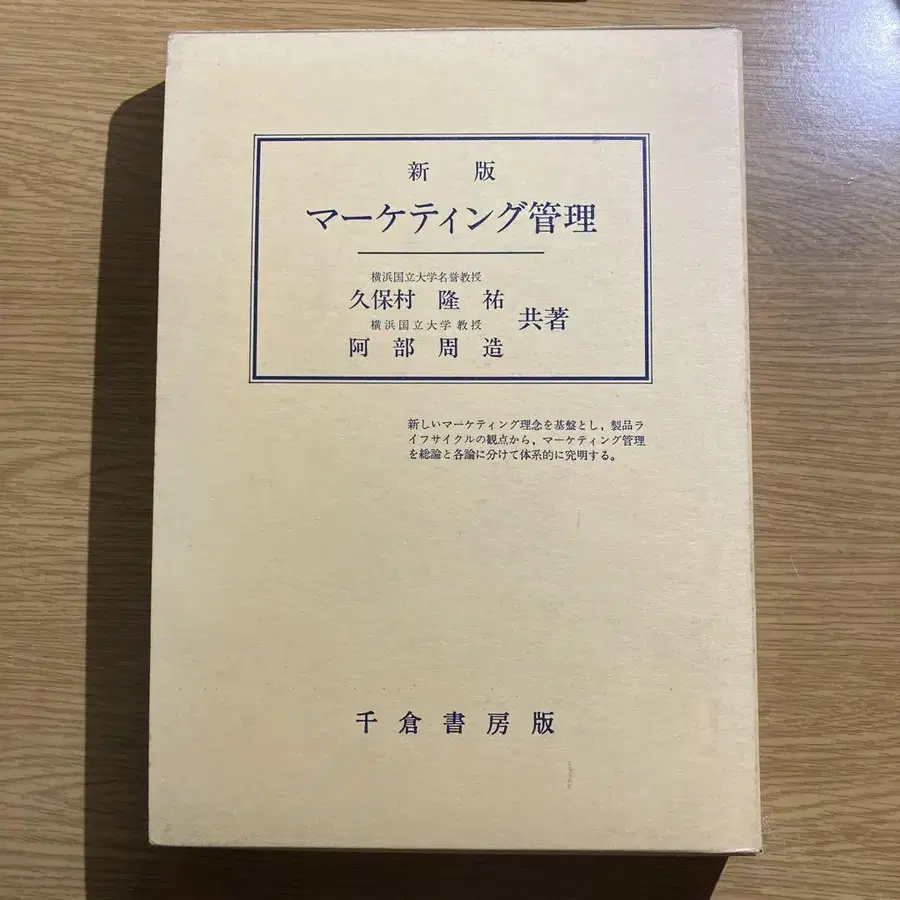 新版
マーケティング管理
横浜国立大学名誉教授
久保村隆祐
横浜国立大学教授
阿部周造
共著
新しいマーケティング理念を基盤とし，製品ラ
イフサイクルの観点から，マーケティング管理
を総論と各論に分けて体系的に究明する。
千倉書房版